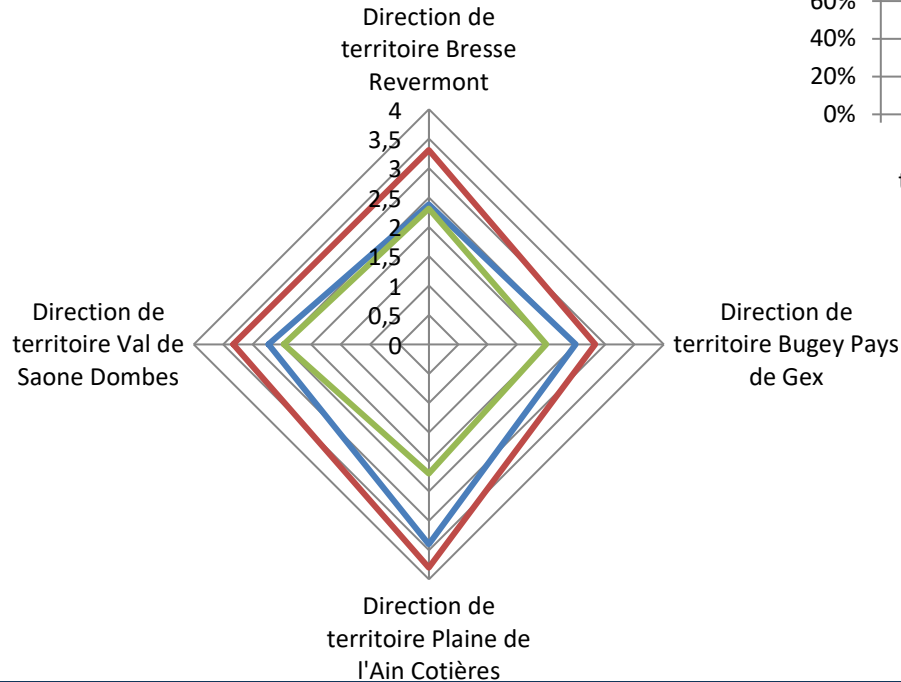 Direction de
territoire Bresse
Revermont
60%
40%
20%
0%
4
3,5
3
2,5
2
1,5
1
0,5
0
Direction de
territoire Val de
Saone Dombes
Direction de
territoire Bugey Pays
de Gex
Direction de
territoire Plaine de
l'Ain Cotières